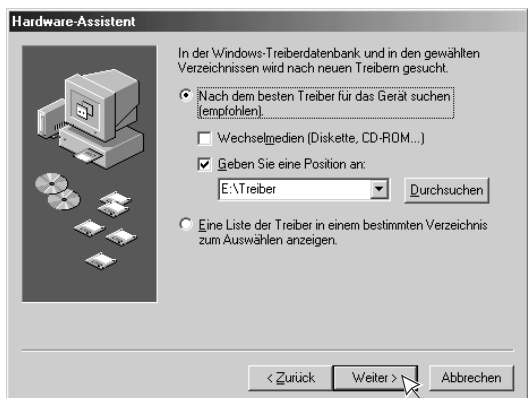 Hardware-Assistent
In der Windows-Treiberdatenbank und in den gewählten
Verzeichnissen wird nach neuen Treibern gesucht.
Nach dem besten Treiber für das Gerät suchen
(empfohlen).
Wechselmedien (Diskette, CD-ROM...)
Geben Sie eine Position an:
E:\Treiber
Durchsuchen
Eine Liste der Treiber in einem bestimmten Verzeichnis
zum Auswählen anzeigen.
< Zurück
Weiter >
Abbrechen